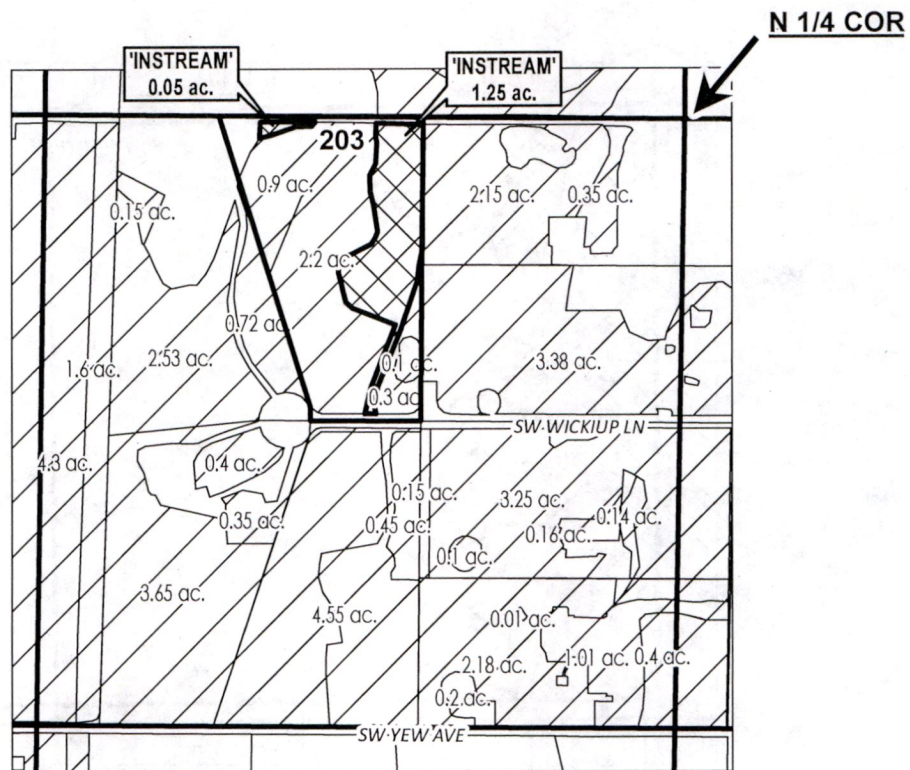 N 1/4 COR
'INSTREAM'
0.05 ac.
'INSTREAM'
1.25 ac.
203
0.9 ac.
2.15 ac.
0.35 ac.
0.15 ac.
2.2 ac.
0.72 ac.
2.53 ac.
1.6 ac.
0.1 ac.
3.38 ac.
0.3 ac.
SW WICKIUP LN
4.3 ac.
0.4 ac.
0.15 ac.
3.25 ac.
0.35 ac.
0.45 ac.
0.14 ac.
0.16 ac.
0.1 ac.
3.65 ac.
4.55 ac.
0.01 ac.
2.18 ac.
1.01 ac.
0.4 ac.
0.2 ac.
SW YEW AVE